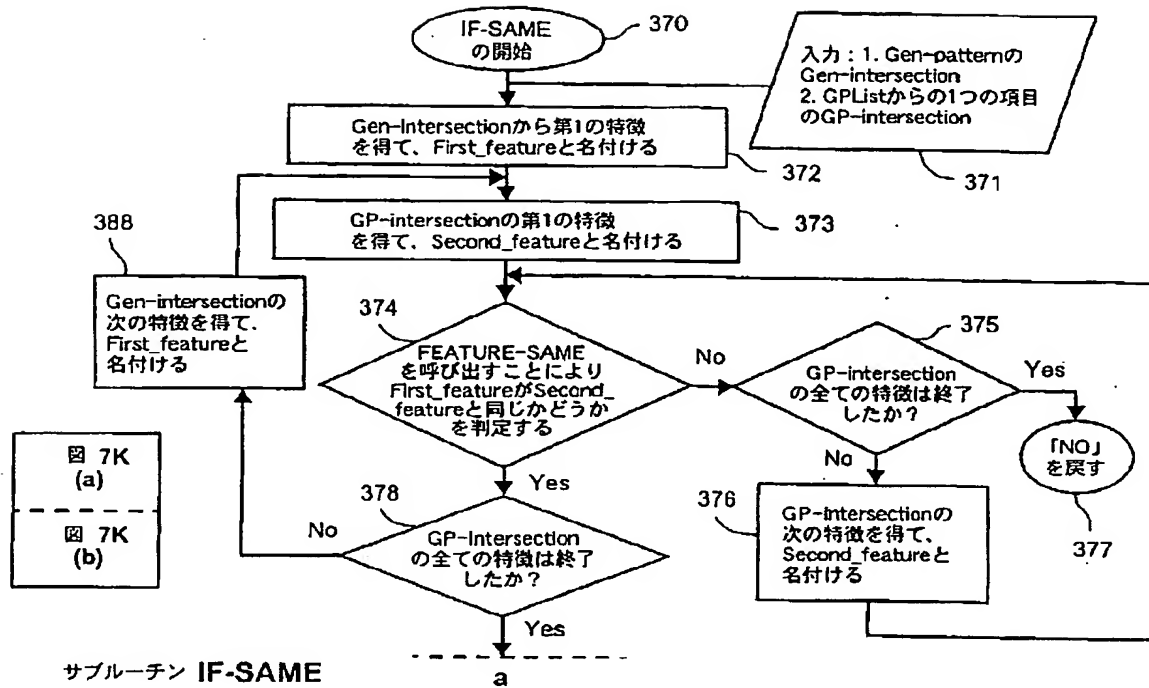 IF-SAME
の開始
370
入力：1. Gen-patternの
Gen-intersection
2. GPListからの1つの項目
のGP-intersection
371
Gen-Intersectionから第1の特徴
を得て、First_featureと名付ける
372
388
GP-intersectionの第1の特徴
を得て、Second_featureと名付ける
373
Gen-intersectionの
次の特徴を得て、
First_featureと
名付ける
374
FEATURE-SAME
を呼び出すことにより
First_featureがSecond_
featureと同じかどうか
を判定する
No
375
GP-intersection
の全ての特徴は終了
したか？
Yes
「NO」
を戻す
377
No
376
GP-intersectionの
次の特徴を得て、
Second_featureと
名付ける
Yes
378
No
GP-Intersection
の全ての特徴は終了
したか？
Yes
a
図 7K
(a)
図 7K
(b)
サブルーチン IF-SAME